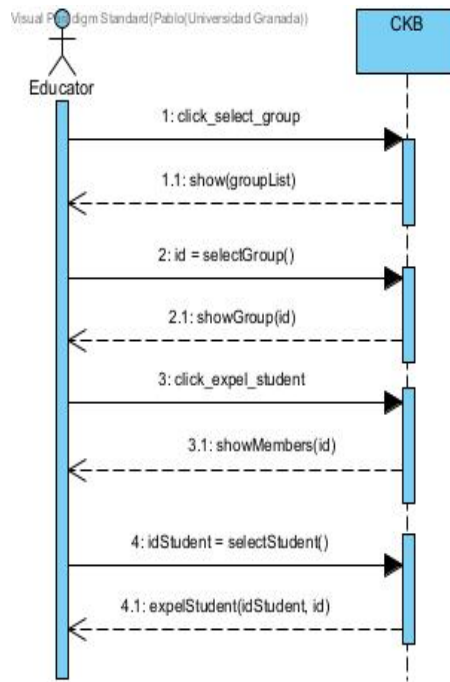 Visual Paradigm Standard(Pablo(Universidad Granada))
CKB
Educator
1: click_select_group
1.1: show(groupList)
2: id = selectGroup()
2.1: showGroup(id)
3: click_expel_student
3.1: showMembers(id)
4: idStudent = selectStudent()
4.1: expelStudent(idStudent, id)